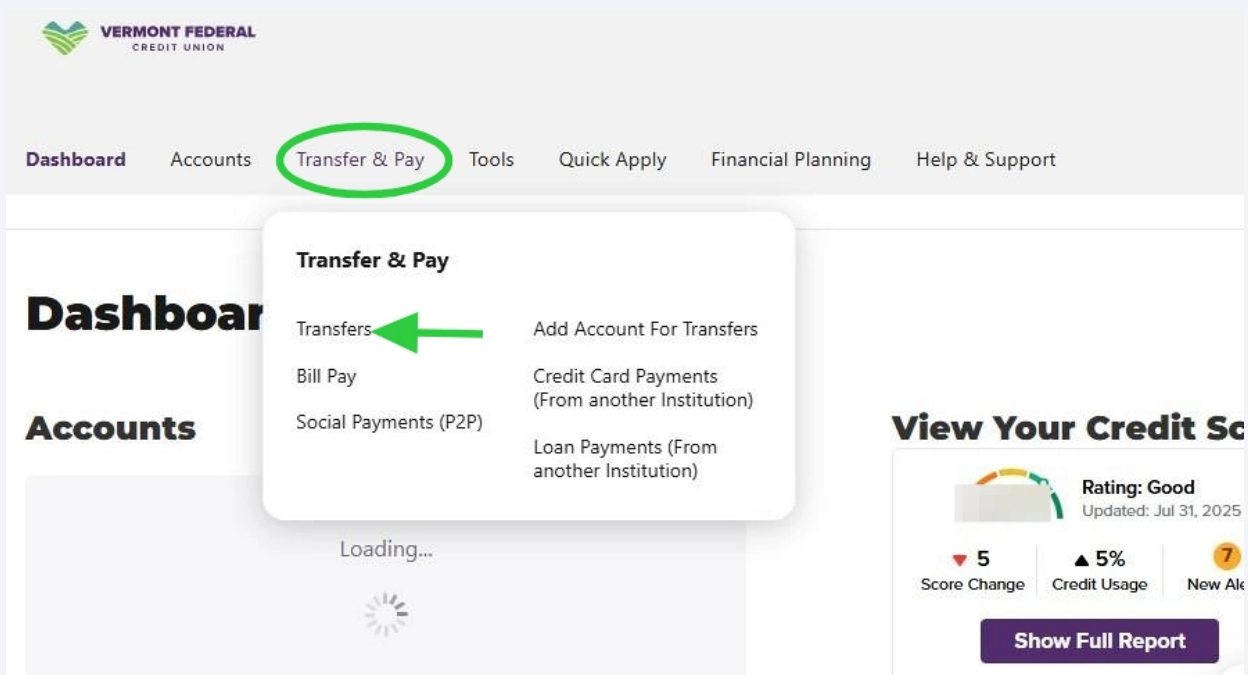 VERMONT FEDERAL
CREDIT UNION
Dashboard Accounts Transfer & Pay Tools Quick Apply Financial Planning Help & Support
Transfer & Pay
Transfers
Bill Pay
Social Payments (P2P)
Add Account For Transfers
Credit Card Payments
(From another Institution)
Loan Payments (From
another Institution)
Accounts
Loading...
View Your Credit
Rating: Good
Updated: Jul 31, 2025
5
Score Change
5%
Credit Usage
7
New
Show Full Report